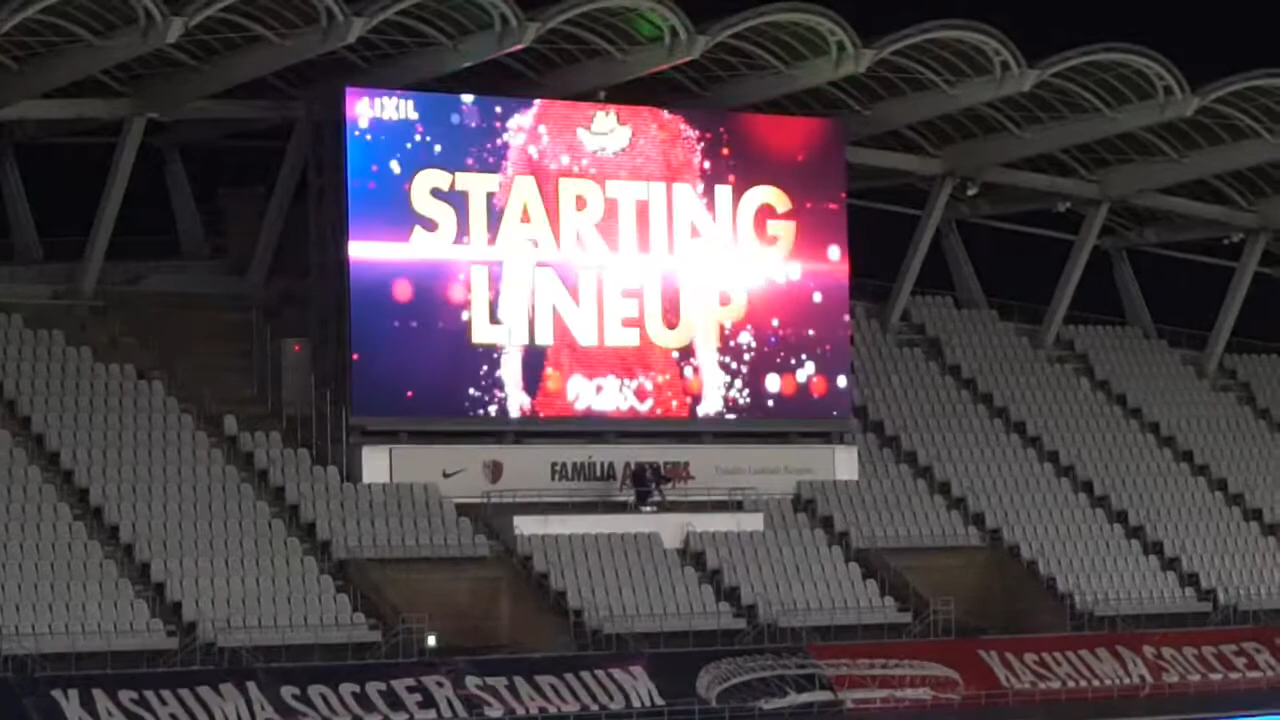 LIXIL
STARTING
LINEUP
FAMÍLIA
KASHIMA SOCCER STADIUM
KASHIMA SOCCER